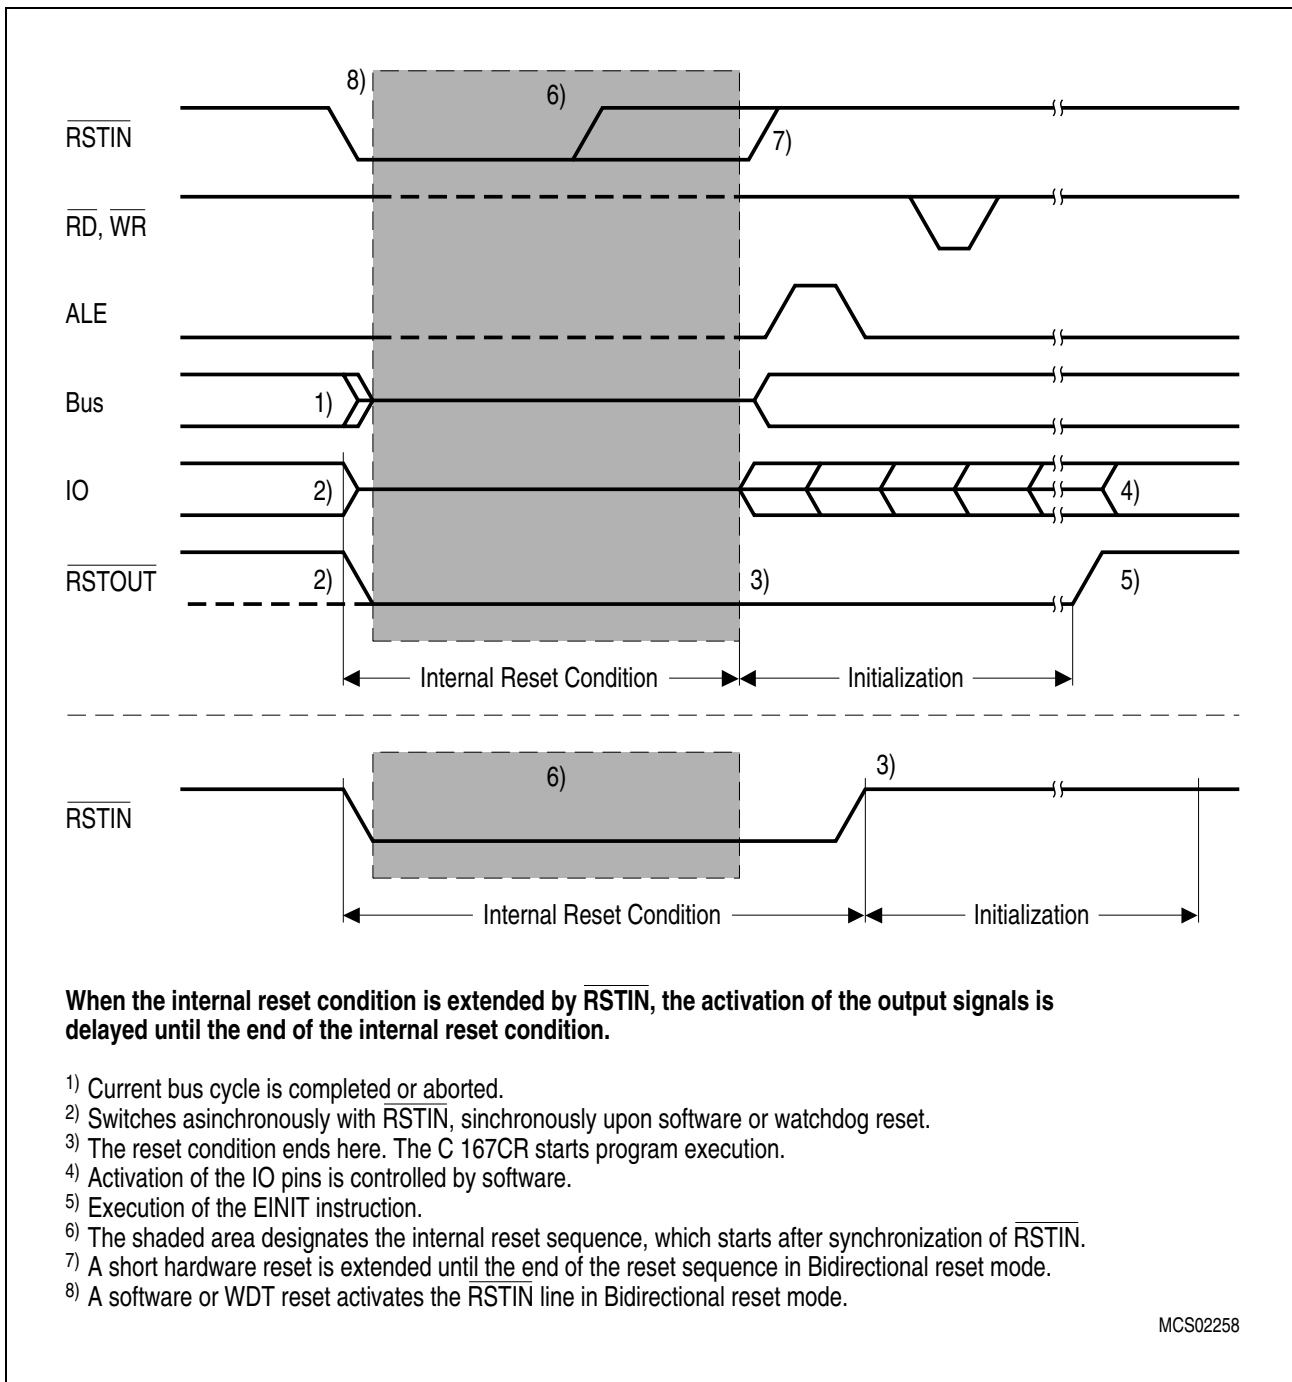 8)
6)
RSTIN
7)
RD, WR
ALE
Bus
1)
IO
2)
4)
RSTOUT
2)
3)
5)
Internal Reset Condition
Initialization
6)
3)
RSTIN
Internal Reset Condition
Initialization
When the internal reset condition is extended by RSTIN, the activation of the output signals is
delayed until the end of the internal reset condition.
1) Current bus cycle is completed or aborted.
2) Switches asinchronously with RSTIN, sinchronously upon software or watchdog reset.
3) The reset condition ends here. The C 167CR starts program execution.
4) Activation of the IO pins is controlled by software.
5) Execution of the EINIT instruction.
6) The shaded area designates the internal reset sequence, which starts after synchronization of RSTIN.
7) A short hardware reset is extended until the end of the reset sequence in Bidirectional reset mode.
8) A software or WDT reset activates the RSTIN line in Bidirectional reset mode.
MCS02258